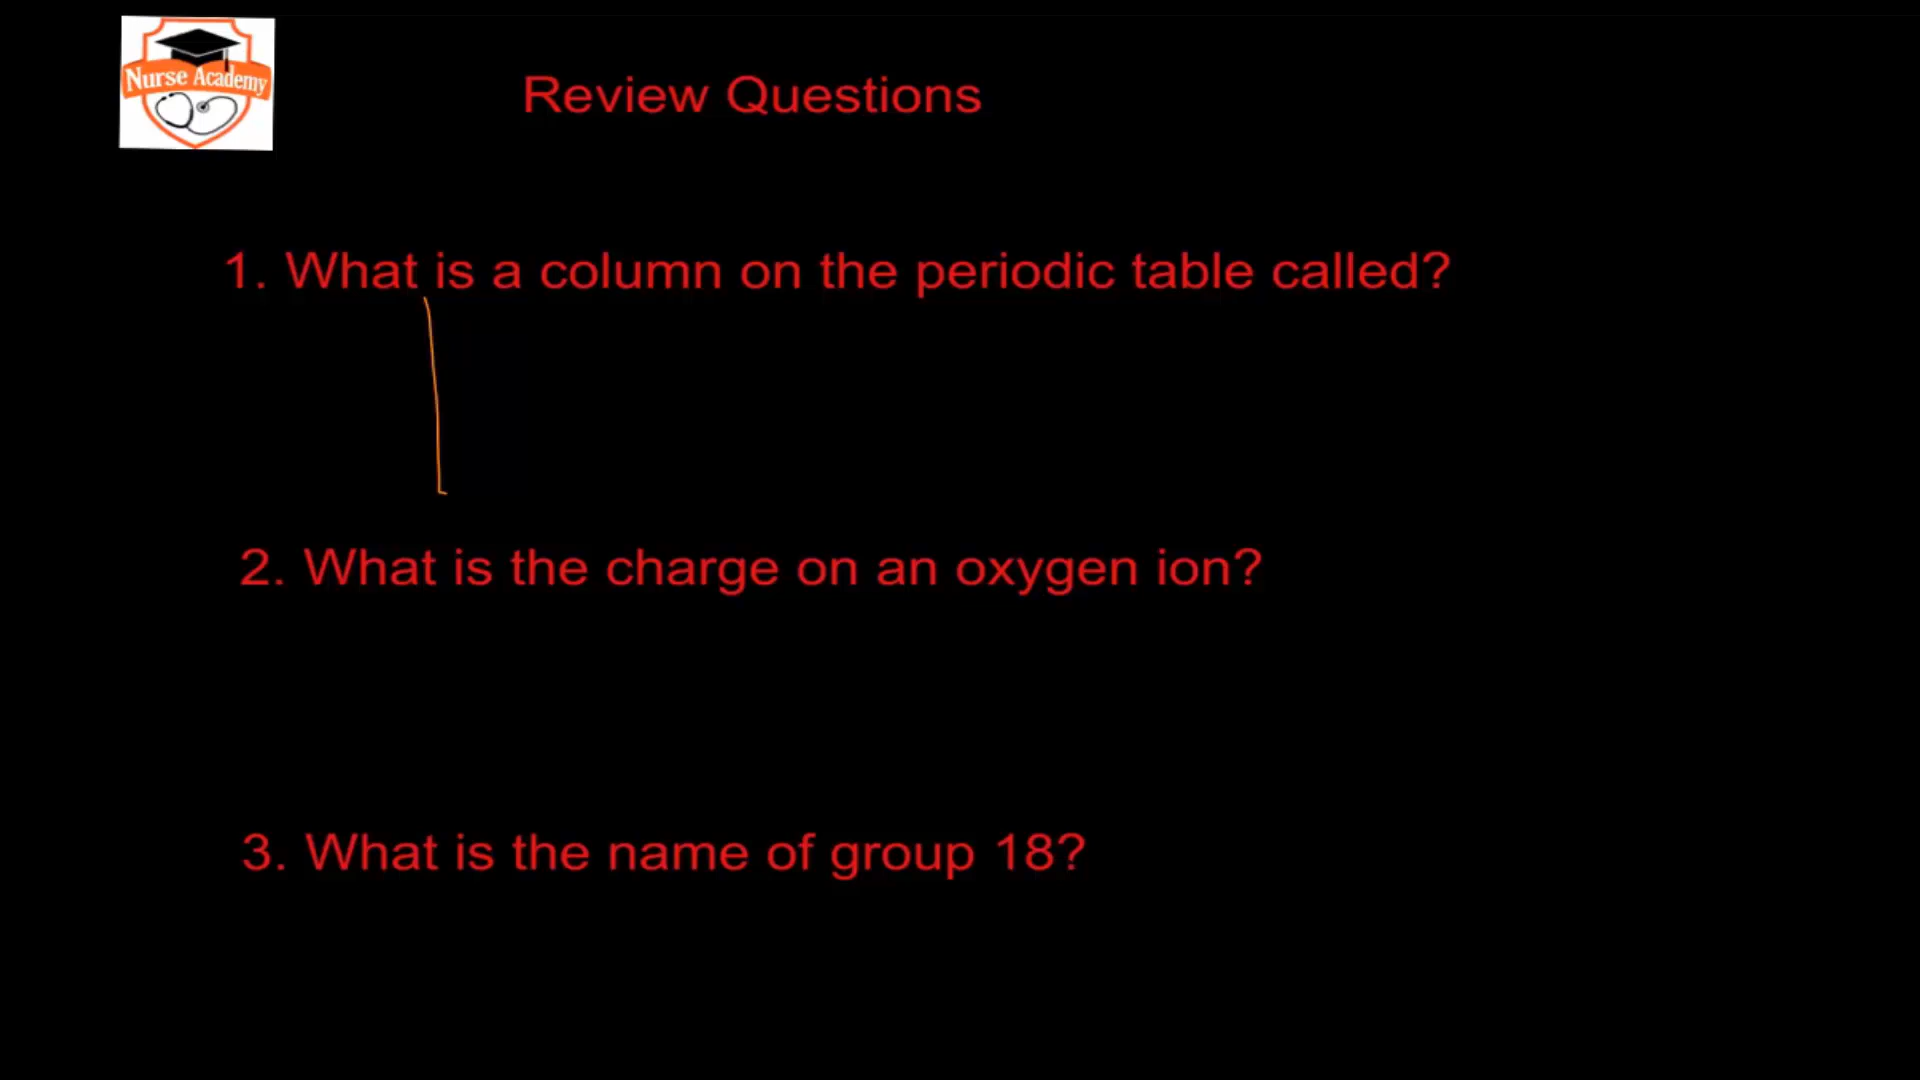 Nurse Academy
Review Questions
1. What is a column on the periodic table called?
2. What is the charge on an oxygen ion?
3. What is the name of group 18?